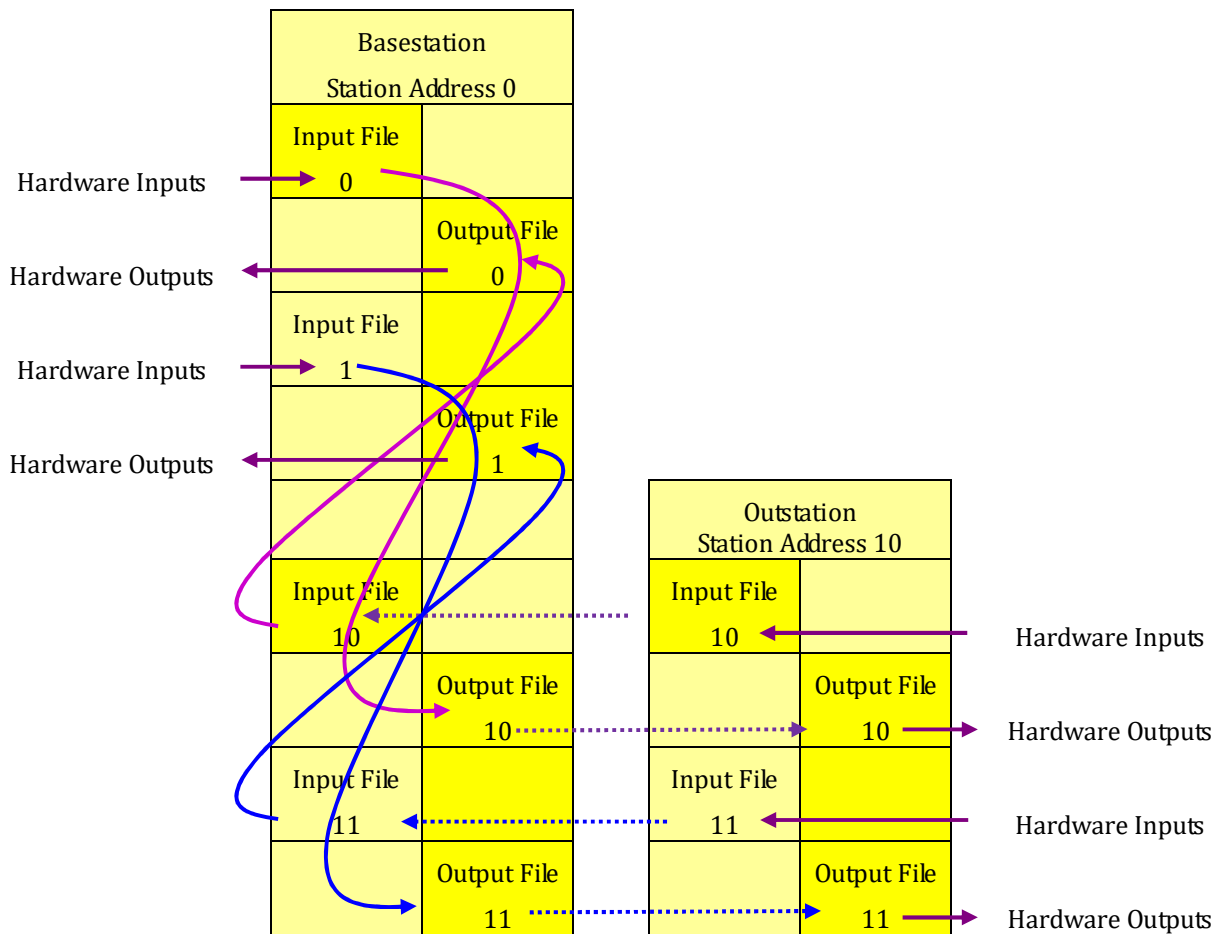 Basestation
Station Address 0
Input File
Hardware Inputs
0
Output File
Hardware Outputs
0
Input File
Hardware Inputs
1
Output File
Hardware Outputs
1
Outstation
Station Address 10
Input File
10
Input File
10
Hardware Inputs
Output File
10
Output File
10
Hardware Outputs
Input File
11
Input File
11
Hardware Inputs
Output File
11
Output File
11
Hardware Outputs